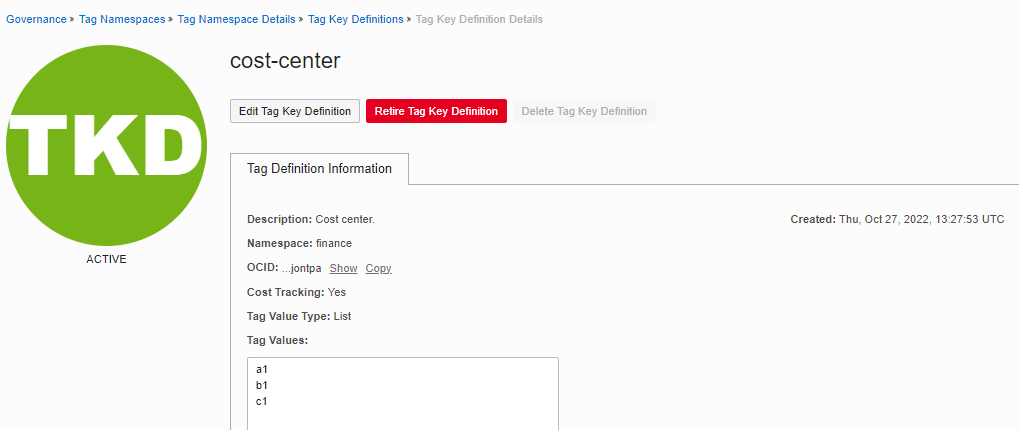 Governance » Tag Namespaces » Tag Namespace Details » Tag Key Definitions » Tag Key Definition Details
TKD
ACTIVE
cost-center
Edit Tag Key Definition Retire Tag Key Definition Delete Tag Key Definition
Tag Definition Information
Description: Cost center. Created: Thu, Oct 27, 2022, 13:27:53 UTC
Namespace: finance
OCID: ...jontpa Show Copy
Cost Tracking: Yes
Tag Value Type: List
Tag Values:
a1
b1
c1